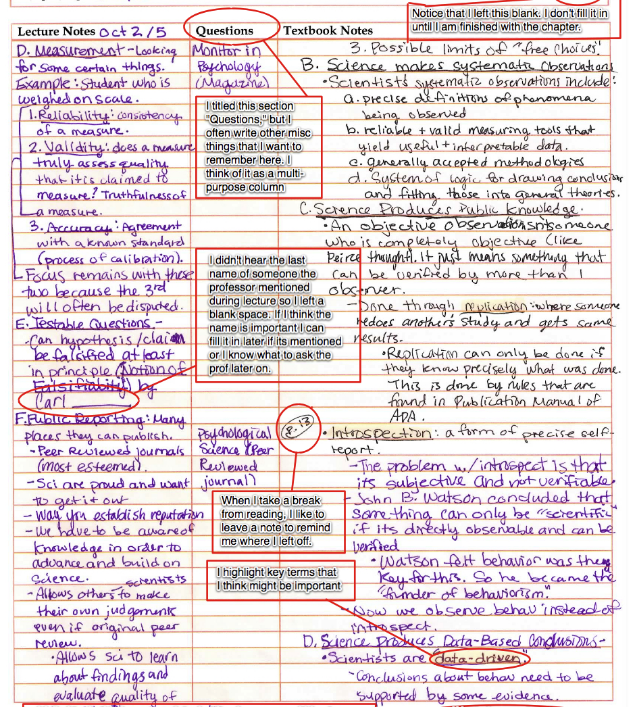 Notice that I left this blank. I don't fill it in
until I am finished with the chapter.
Lecture Notes Oct 2/5
D. Measurement - Looking
for some certain things.
Example: Student who is
weighed on scale.
1. Reliability: consistency
of a measure.
2. Validity: does a measure
truly assess quality
that it is claimed to
measure? Truthfulness of
a measure.
3. Accuracy: Agreement
with a known standard
(process of calibration).
Focus remains with these
two because the 3rd
will often be disputed.
E. Testable Questions -
- Can hypothesis/claim
be falsified at least
in principle (Notion of
Falsifiability) by
Carl
F. Public Reporting: Many
places they can publish.
• Peer Reviewed journals
(most esteemed).
- Sci are proud and want
to get it out
- Way you establish reputation
- We have to be aware of
knowledge in order to
advance and build on
science.
- Allows other scientists to make
their own judgements
even if original peer
review.
• Allows sci to learn
about findings and
evaluate quality of
Questions
Monitor in
Psychology
(Magazine)
I titled this section
"Questions," but I
often write other misc
things that I want to
remember here. I
think of it as a multi-
purpose column
I didn't hear the last
name of someone the
professor mentioned
during lecture so I left a
blank space. If I think the
name is important I can
fill it in later if its mentioned
or I know what to ask the
prof later on.
8.13
Psychological
Science (Peer
Reviewed
journal)
When I take a break
from reading, I like to
leave a note to remind
me where I left off.
I highlight key terms that
I think might be important
Textbook Notes
3. Possible limits of "free choices."
B. Science makes systematic observations
• Scientists systematic observations include:
a. precise definitions of phenomena
being observed
b. reliable + valid measuring tools that
yield useful + interpretable data.
c. generally accepted methodologies
d. System of logic for drawing conclusions
and fitting those into general theories.
C. Science Produces Public Knowledge.
• An objective observation isn't someone
who is completely objective (like
Peirce thought). It just means something that
can be verified by more than 1
observer.
- Done through replication: where someone
redoes another's study and gets same
results.
• Replication can only be done if
they know precisely what was done.
This is done by rules that are
found in Publication Manual of
APA.
• Introspection: a form of precise self-
report.
- The problem w/introspect is that
its subjective and not verifiable
- John B. Watson concluded that
something can only be "scientific"
if its directly observable and can be
verified
• Watson felt behavior was the
key for this. So he became the
"funder of behaviorism"
- Now we observe behav instead of
introspect.
D. Science Produces Data-Based Conclusions -
• Scientists are "data-driven".
- Conclusions about behav need to be
supported by some evidence.